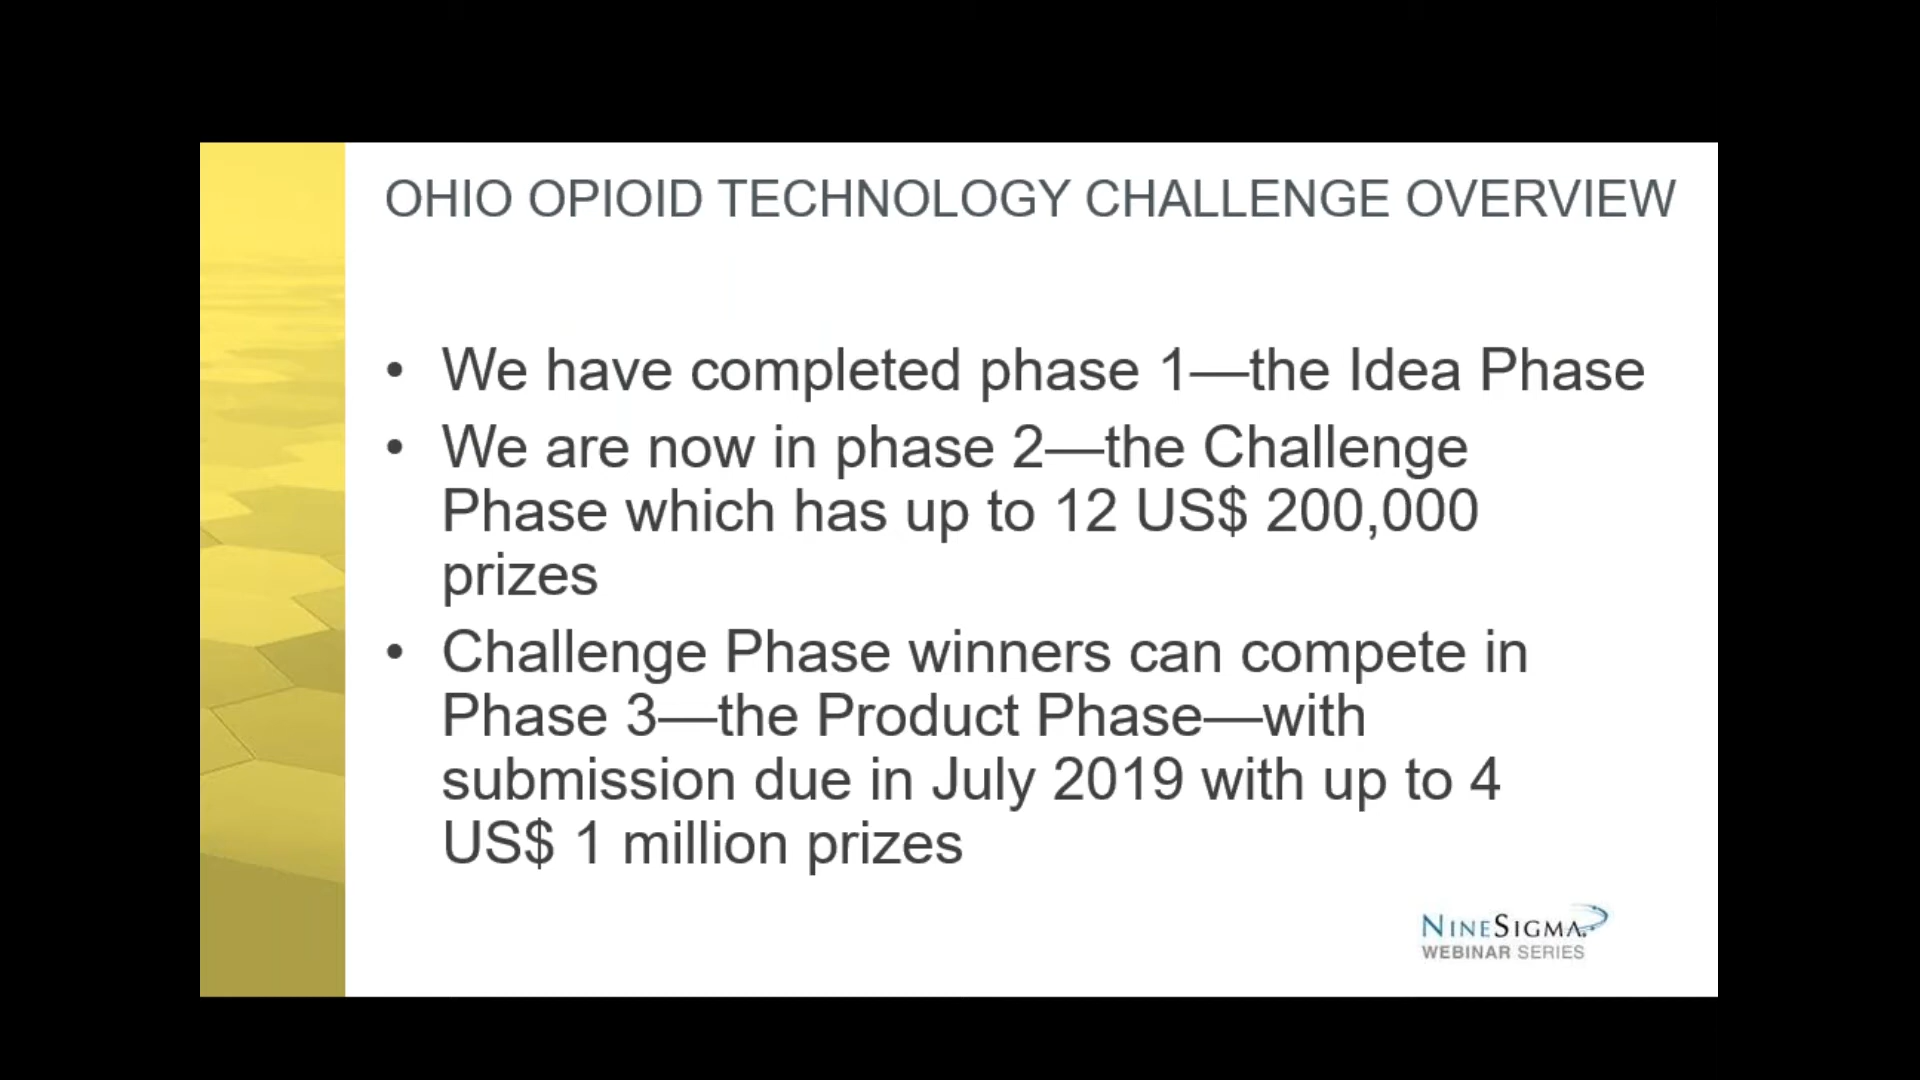 OHIO OPIOID TECHNOLOGY CHALLENGE OVERVIEW
• We have completed phase 1—the Idea Phase
• We are now in phase 2—the Challenge
Phase which has up to 12 US$ 200,000
prizes
• Challenge Phase winners can compete in
Phase 3—the Product Phase—with
submission due in July 2019 with up to 4
US$ 1 million prizes
NINESIGMA
WEBINAR SERIES